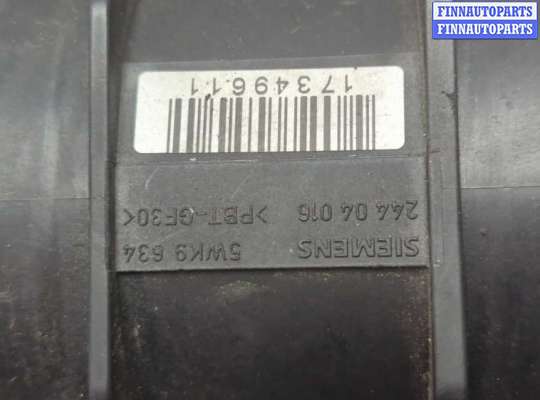 FINNAUTOPARTS
FINNAUTOPARTS
SIEMENS 5WK9 634
244 04 016 >PBT-GF30<
17349611